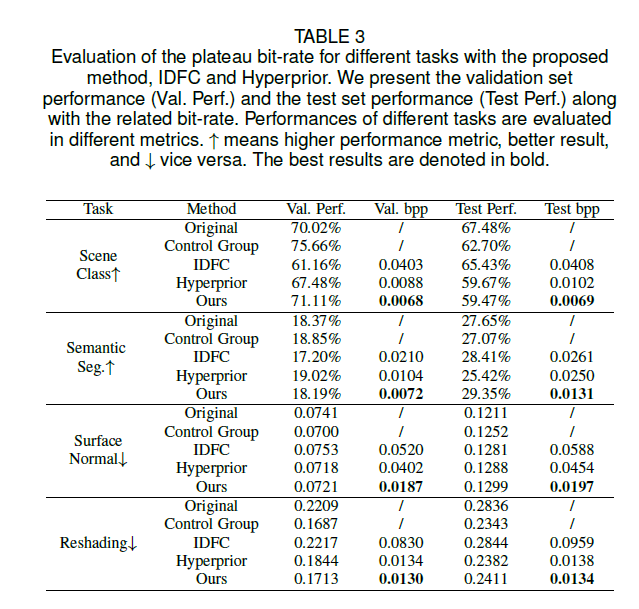 TABLE 3
Evaluation of the plateau bit-rate for different tasks with the proposed
method, IDFC and Hyperprior. We present the validation set
performance (Val. Perf.) and the test set performance (Test Perf.) along
with the related bit-rate. Performances of different tasks are evaluated
in different metrics. ↑ means higher performance metric, better result,
and ↓ vice versa. The best results are denoted in bold.
Task Method Val. Perf. Val. bpp Test Perf. Test bpp
Scene Class↑ Original 70.02% / 67.48% /
Control Group 75.66% / 62.70% /
IDFC 61.16% 0.0403 65.43% 0.0408
Hyperprior 67.48% 0.0088 59.67% 0.0102
Ours 71.11% 0.0068 59.47% 0.0069
Semantic Seg.↑ Original 18.37% / 27.65% /
Control Group 18.85% / 27.07% /
IDFC 17.20% 0.0210 28.41% 0.0261
Hyperprior 19.02% 0.0104 25.42% 0.0250
Ours 18.19% 0.0072 29.35% 0.0131
Surface Normal↓ Original 0.0741 / 0.1211 /
Control Group 0.0700 / 0.1252 /
IDFC 0.0753 0.0520 0.1281 0.0588
Hyperprior 0.0718 0.0402 0.1288 0.0454
Ours 0.0721 0.0187 0.1299 0.0197
Reshading↓ Original 0.2209 / 0.2836 /
Control Group 0.1687 / 0.2343 /
IDFC 0.2217 0.0830 0.2844 0.0959
Hyperprior 0.1844 0.0134 0.2382 0.0138
Ours 0.1713 0.0130 0.2411 0.0134